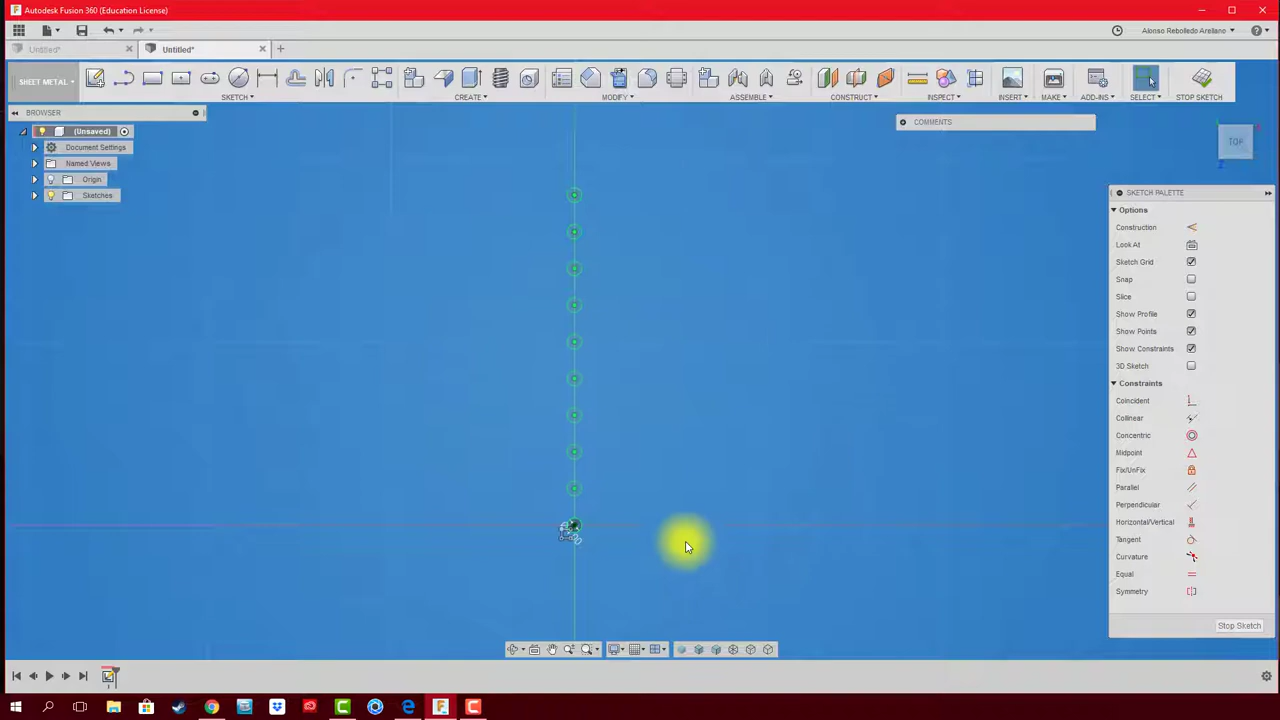 Autodesk Fusion 360 (Education License)
Alonso Rebolledo Arellano
Untitled*
Untitled*
SHEET METAL
SKETCH
CREATE
MODIFY
ASSEMBLE
CONSTRUCT
INSPECT
INSERT
MAKE
ADD-INS
SELECT
STOP SKETCH
BROWSER
COMMENTS
(Unsaved)
Document Settings
Named Views
Origin
Sketches
TOP
SKETCH PALETTE
Options
Construction
Look At
Sketch Grid
Snap
Slice
Show Profile
Show Points
Show Constraints
3D Sketch
Constraints
Coincident
Collinear
Concentric
Midpoint
Fix/UnFix
Parallel
Perpendicular
Horizontal/Vertical
Tangent
Curvature
Equal
Symmetry
Stop Sketch